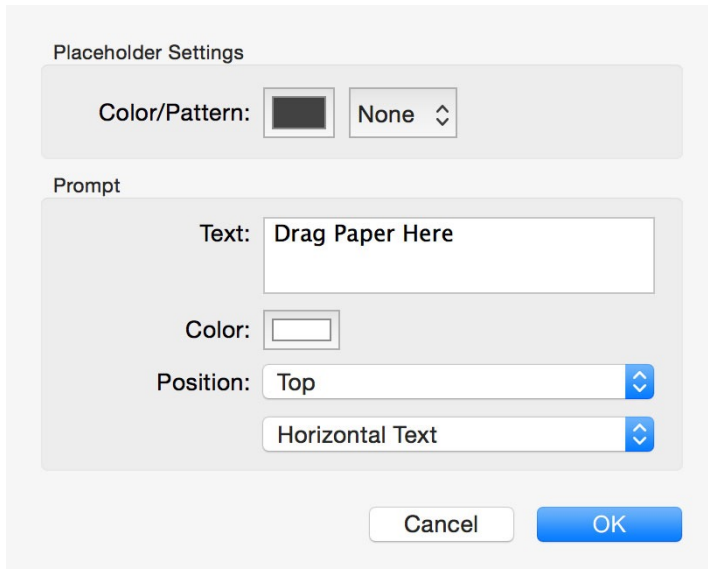 Placeholder Settings
Color/Pattern: None
Prompt
Text: Drag Paper Here
Color:
Position: Top
Horizontal Text
Cancel OK